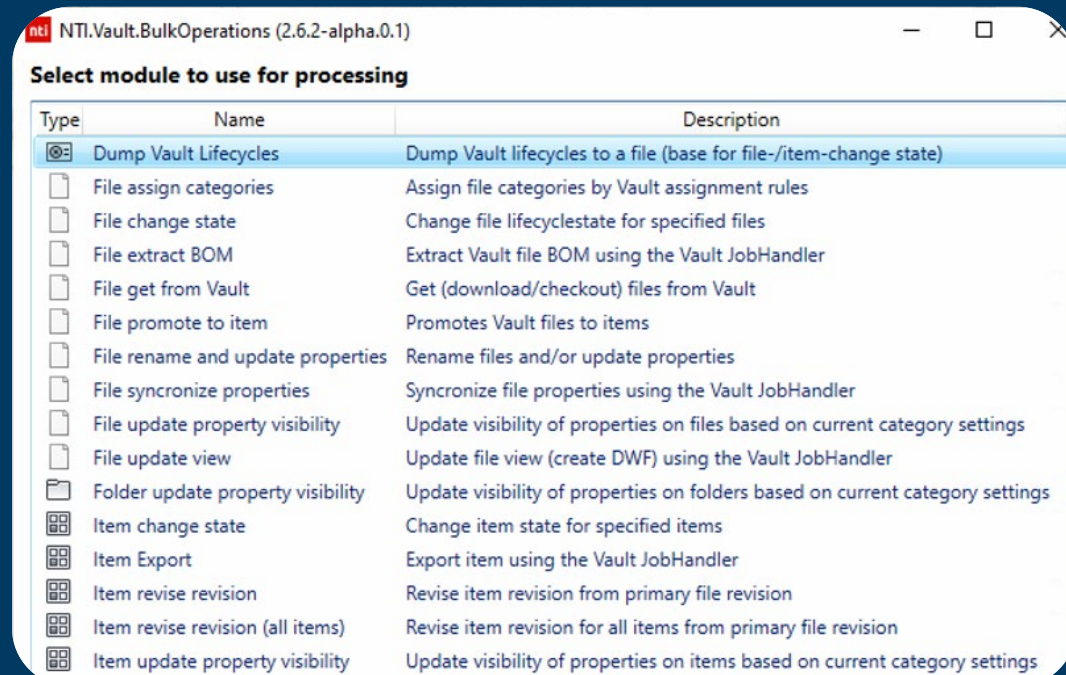 nti NTI.Vault.BulkOperations (2.6.2-alpha.0.1)
Select module to use for processing
Type Name Description
Dump Vault Lifecycles Dump Vault lifecycles to a file (base for file-/item-change state)
File assign categories Assign file categories by Vault assignment rules
File change state Change file lifecyclestate for specified files
File extract BOM Extract Vault file BOM using the Vault JobHandler
File get from Vault Get (download/checkout) files from Vault
File promote to item Promotes Vault files to items
File rename and update properties Rename files and/or update properties
File syncronize properties Syncronize file properties using the Vault JobHandler
File update property visibility Update visibility of properties on files based on current category settings
File update view Update file view (create DWF) using the Vault JobHandler
Folder update property visibility Update visibility of properties on folders based on current category settings
Item change state Change item state for specified items
Item Export Export item using the Vault JobHandler
Item revise revision Revise item revision from primary file revision
Item revise revision (all items) Revise item revision for all items from primary file revision
Item update property visibility Update visibility of properties on items based on current category settings